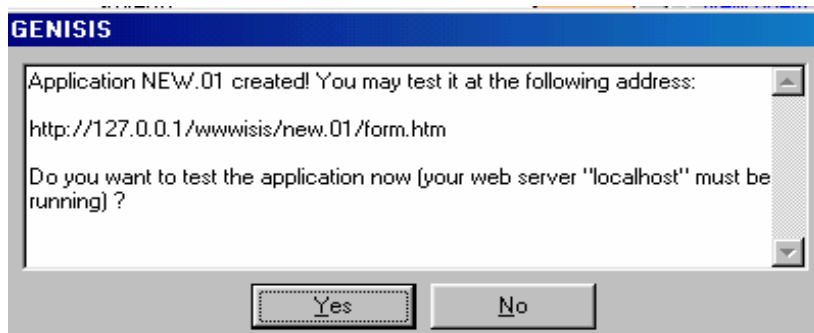 GENISIS
Application NEW.01 created! You may test it at the following address:
http://127.0.0.1/wwwisis/new.01/form.htm
Do you want to test the application now (your web server "localhost" must be
running) ?
Yes No